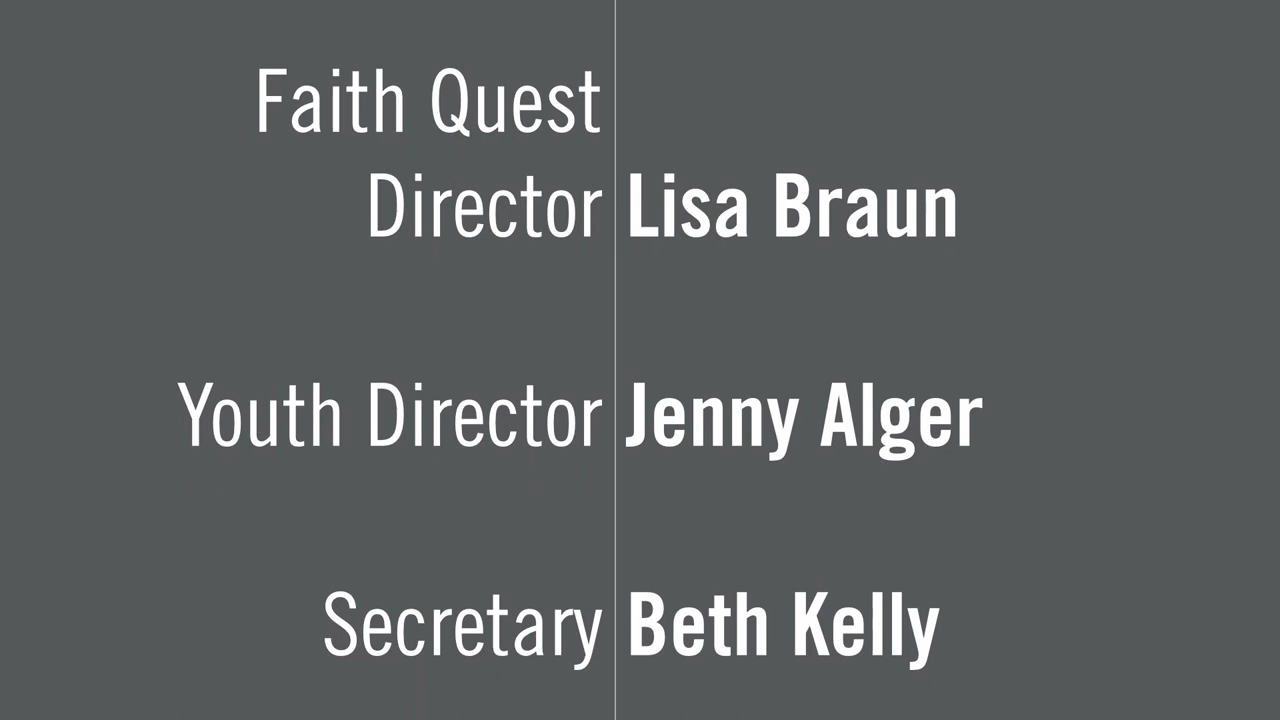 Faith Quest
Director Lisa Braun
Youth Director Jenny Alger
Secretary Beth Kelly